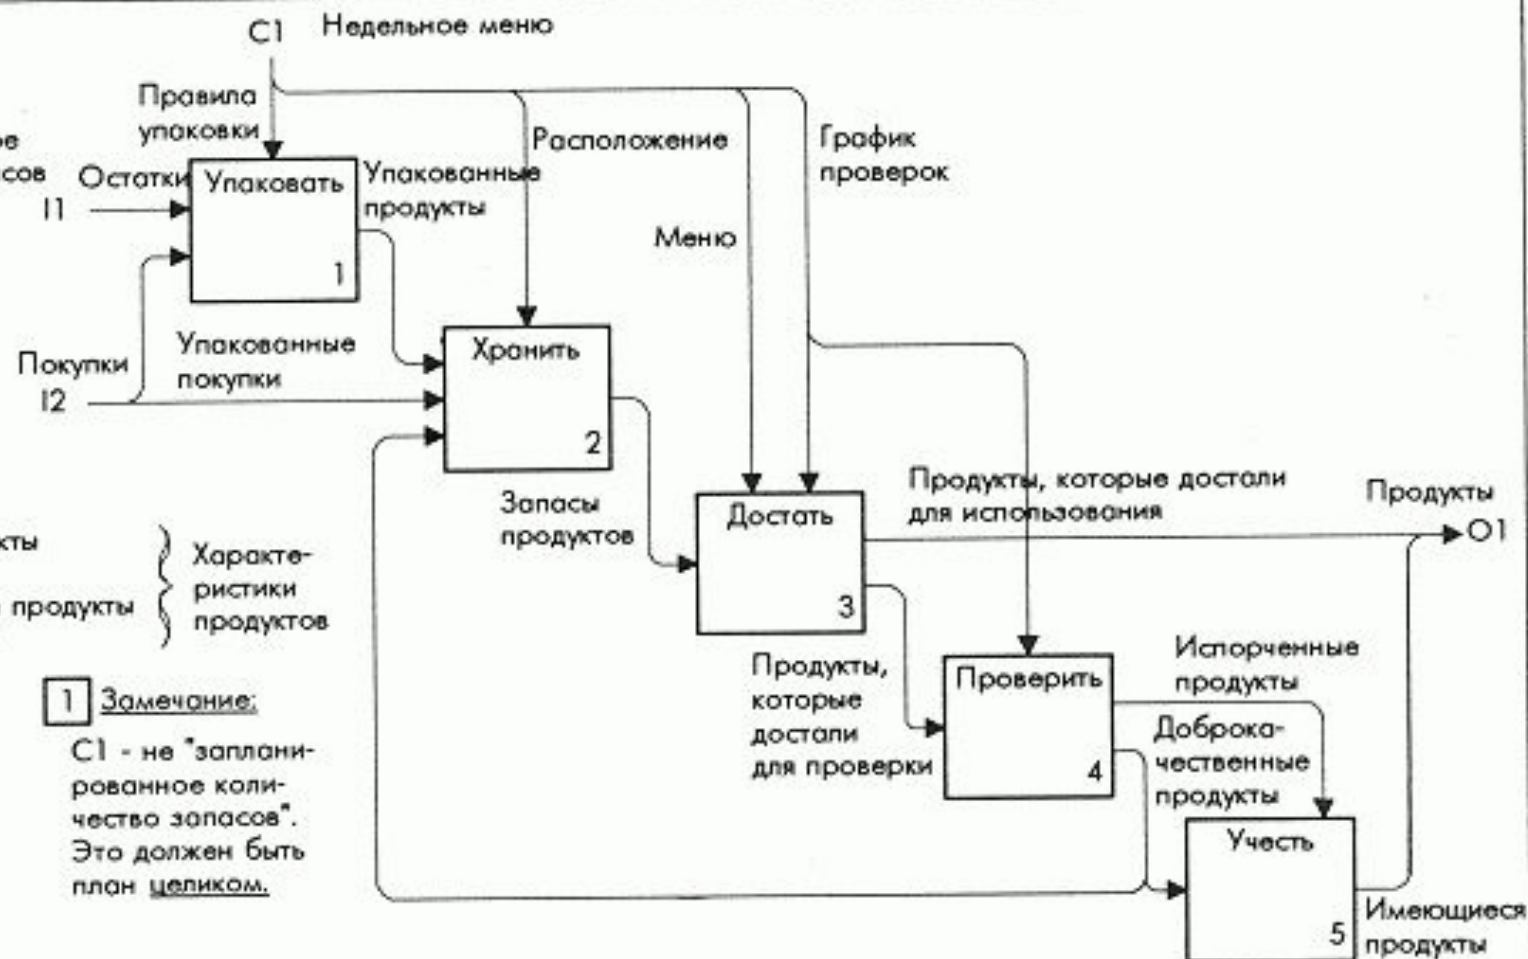 C1 Недельное меню
Правила
упаковки
Расположение
График
проверок
сов
Остатки
I1
Упаковать
1
Упакованные
продукты
Меню
Покупки
I2
Упакованные
покупки
Хранить
2
Запасы
продуктов
Достать
3
Продукты, которые достали
для использования
Продукты
O1
продукты
Характе-
ристики
продуктов
Продукты,
которые
достали
для проверки
Проверить
4
Испорченные
продукты
Доброка-
чественные
продукты
Учесть
5
Имеющиеся
продукты
1 Замечание:
C1 - не "заплани-
рованное коли-
чество запасов".
Это должен быть
план целиком.